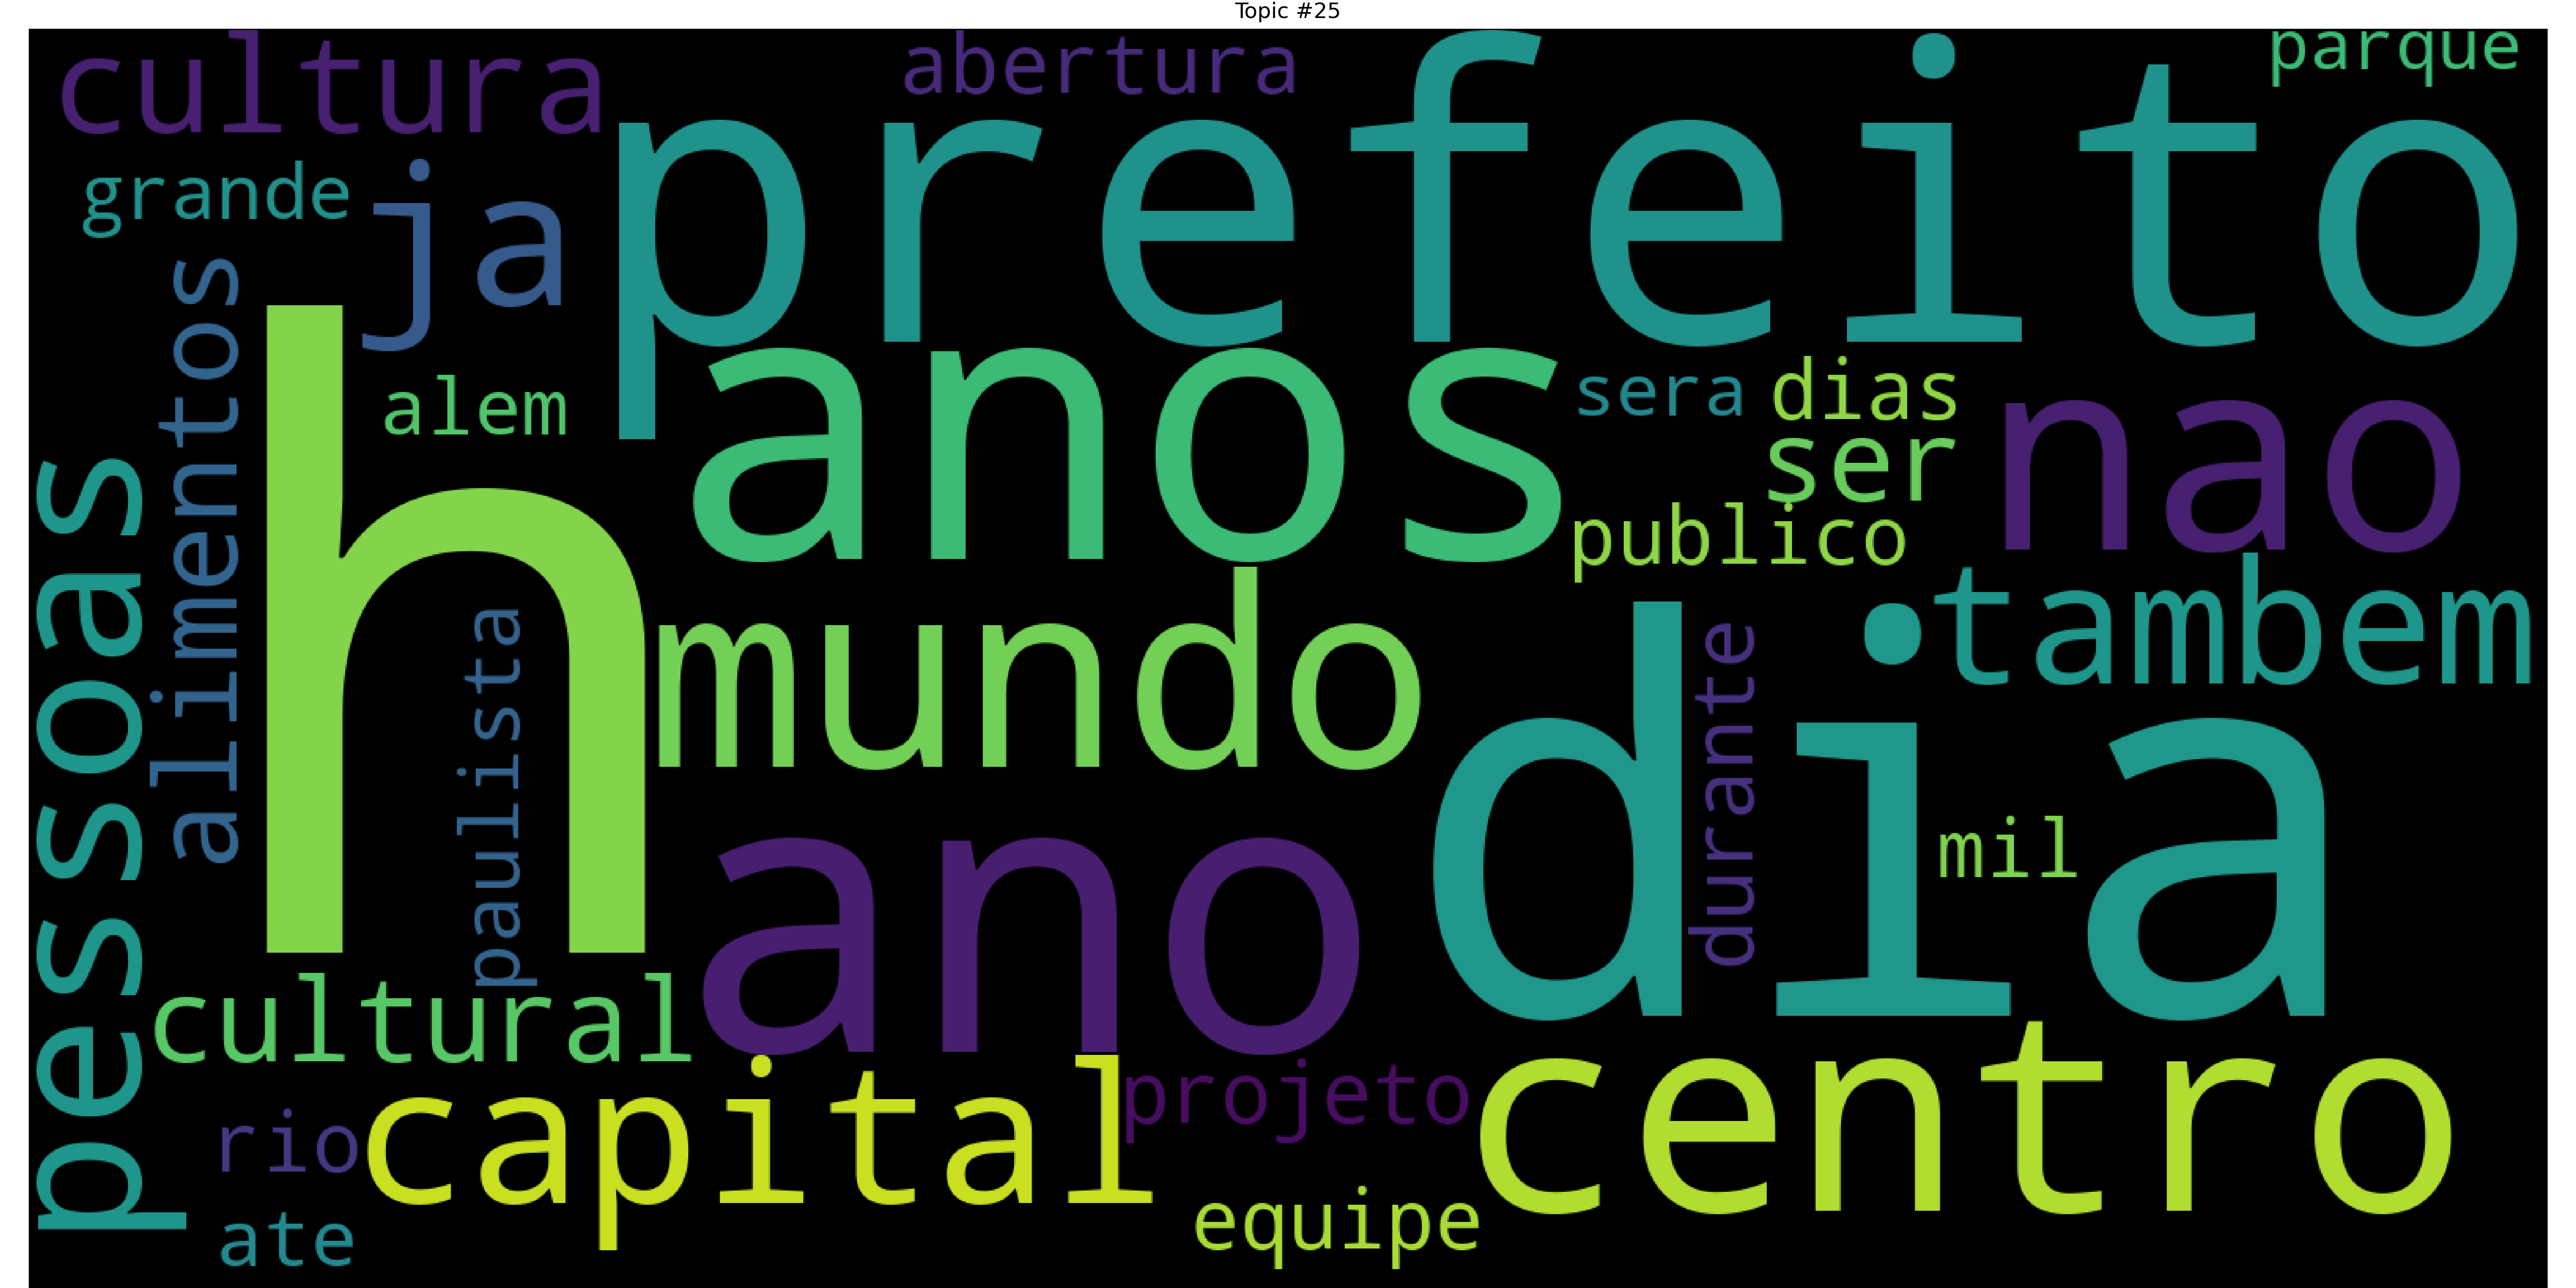 Topic #25
cultura
abertura
parque
prefeito
grande
ja
alimentos
anos
sera
dias
alem
nao
ser
publico
pessoas
h
mundo
tambem
paulista
dia
durante
mil
ano
cultural
capital
projeto
centro
rio
equipe
ate